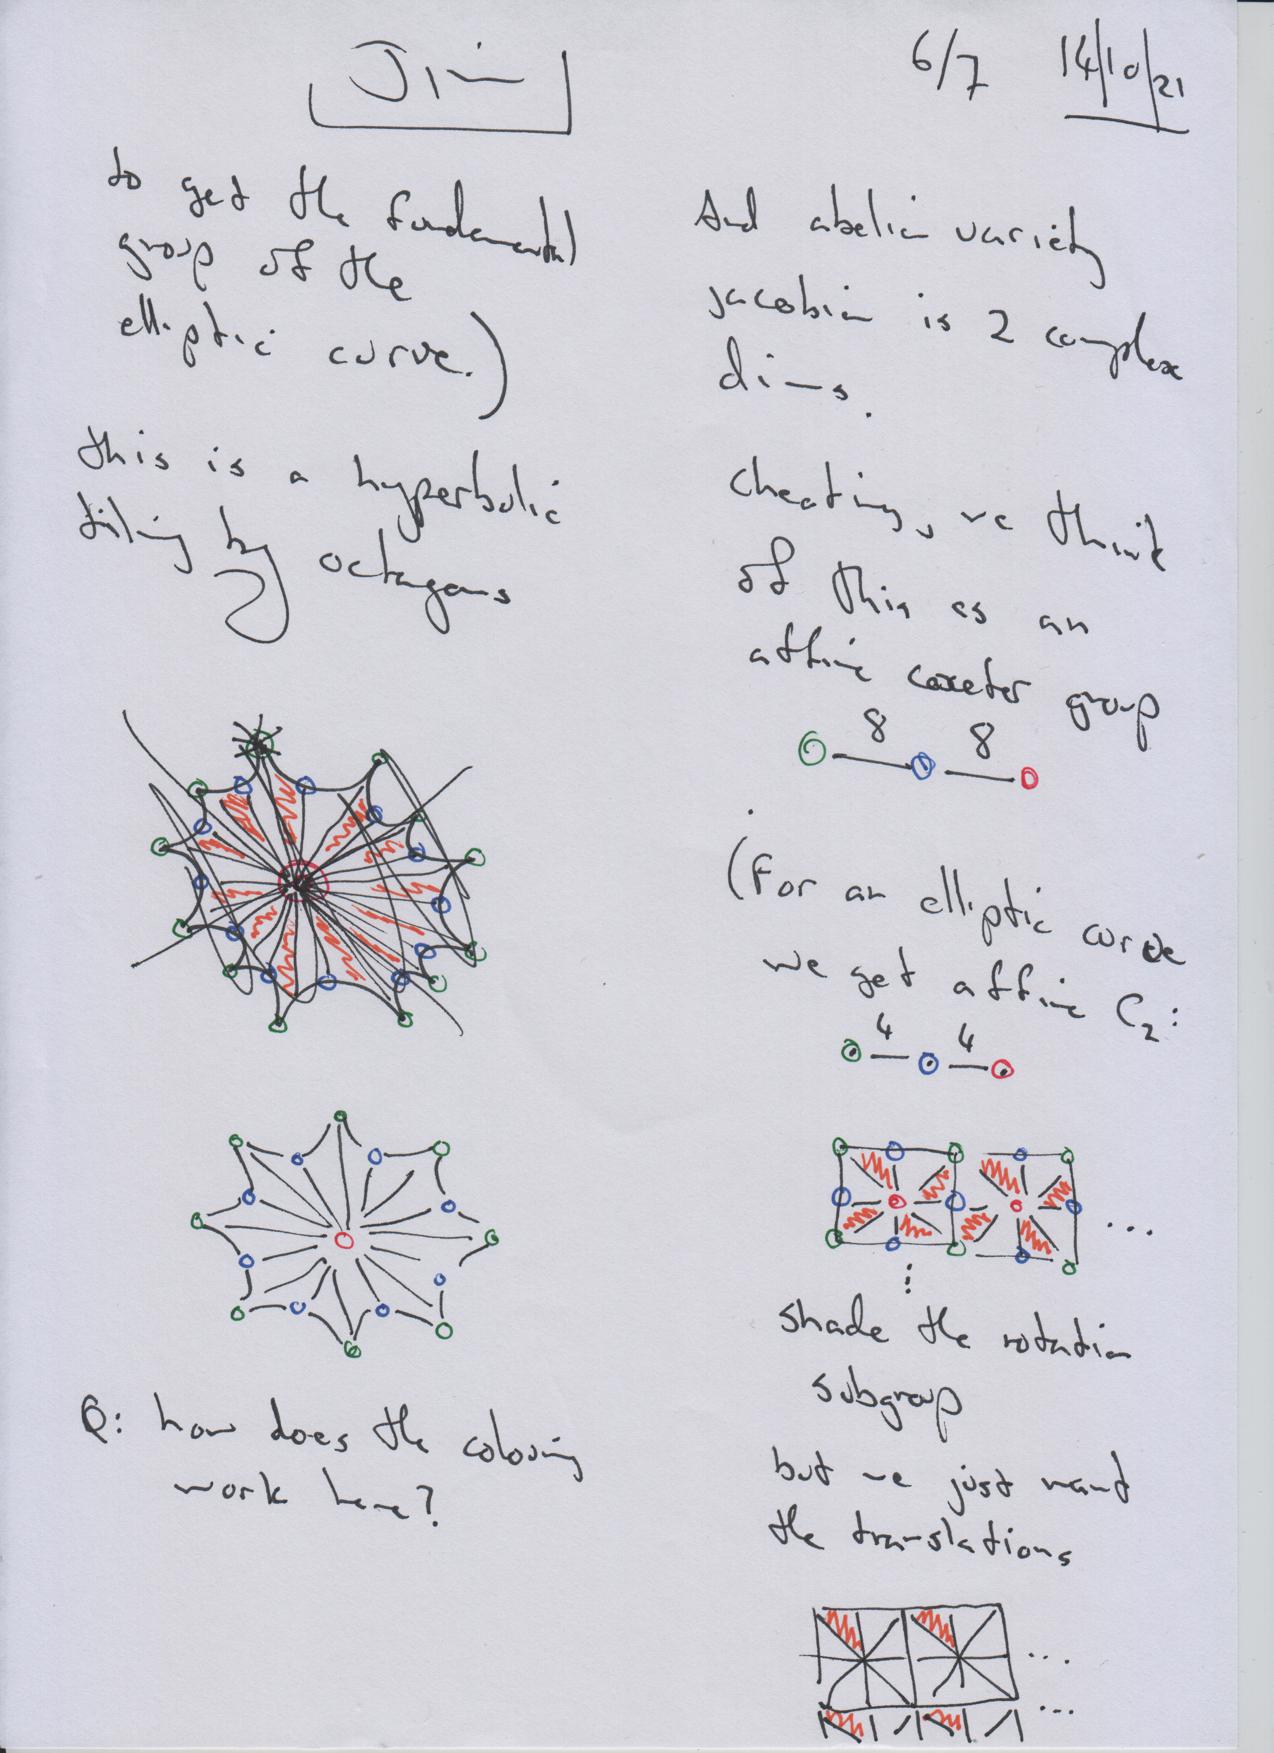 Jim
6/7 14/10/21
to get the fundamental
group of the
elliptic curve.)
this is a hyperbolic
tiling by
octagons
Q: how does the colouring
work here?
And abelian variety
jacobian is 2 complex
dims.
Cheating, we think
of this as an
affine coxeter group
8 8
(For an elliptic curve
we get affine C₂:
4 4
...
shade the rotation
subgroup
but we just want
the translations
...
...